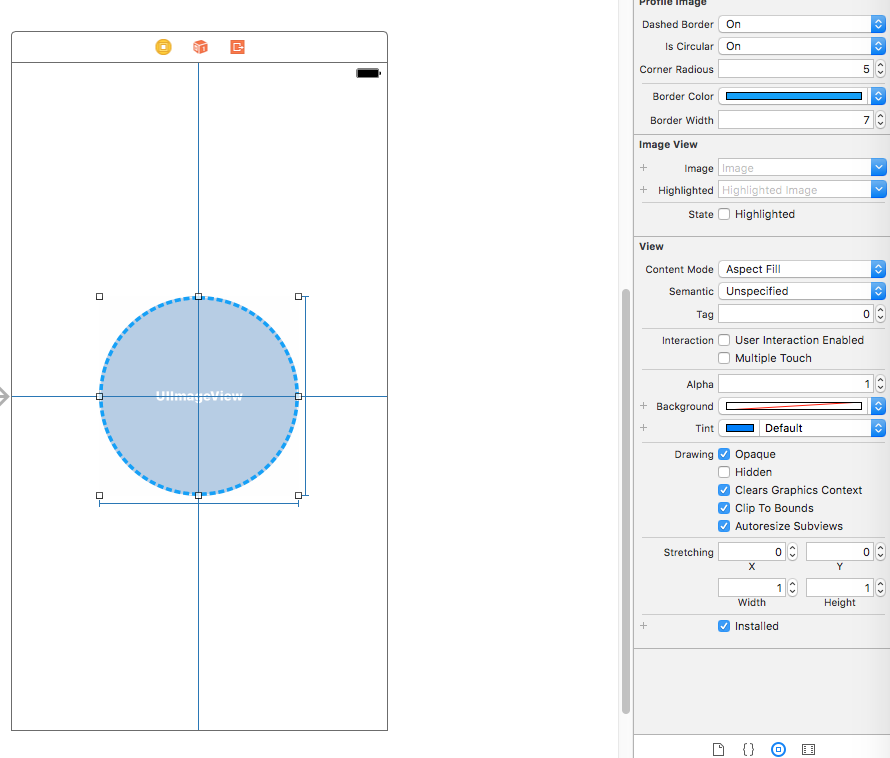 Profile Image
Dashed Border On
Is Circular On
Corner Radious 5
Border Color
Border Width 7
Image View
+ Image Image
+ Highlighted Highlighted Image
State Highlighted
View
Content Mode Aspect Fill
Semantic Unspecified
Tag 0
Interaction User Interaction Enabled
Multiple Touch
Alpha 1
+ Background
+ Tint Default
Drawing Opaque
Hidden
Clears Graphics Context
Clip To Bounds
Autoresize Subviews
Stretching 0 0
X Y
1 1
Width Height
+ Installed
UIImageView
{}